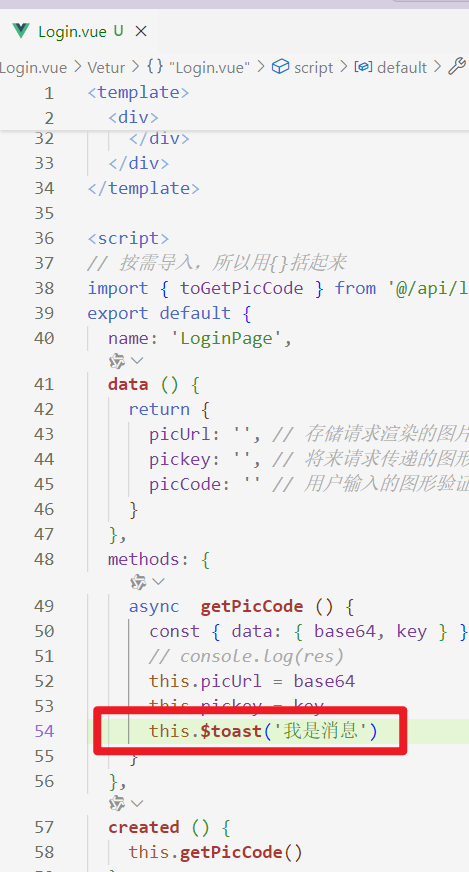 Login.vue U
Login.vue > Vetur > {} "Login.vue" > script > default >
1 <template>
2 <div>
32 </div>
33 </div>
34 </template>
35
36 <script>
37 // 按需导入，所以用{}括起来
38 import { toGetPicCode } from '@/api/l
39 export default {
40 name: 'LoginPage',
41 data () {
42 return {
43 picUrl: '', // 存储请求渲染的图片
44 pickey: '', // 将来请求传递的图形
45 picCode: '' // 用户输入的图形验证
46 }
47 },
48 methods: {
49 async getPicCode () {
50 const { data: { base64, key } }
51 // console.log(res)
52 this.picUrl = base64
53 this.pickey = key
54 this.$toast('我是消息')
55 }
56 },
57 created () {
58 this.getPicCode()